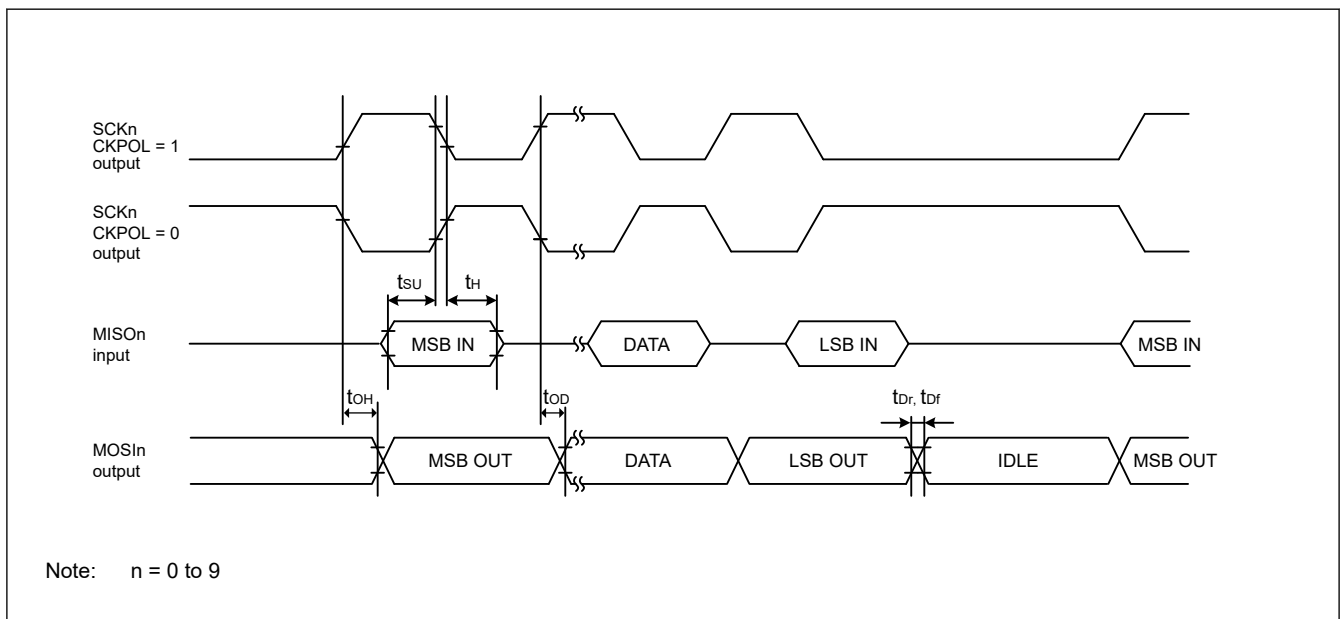 SCKn
CKPOL = 1
output
SCKn
CKPOL = 0
output
tSU
tH
MISOn
input
MSB IN
DATA
LSB IN
MSB IN
tOH
tOD
tDr, tDf
MOSIn
output
MSB OUT
DATA
LSB OUT
IDLE
MSB OUT
Note: n = 0 to 9